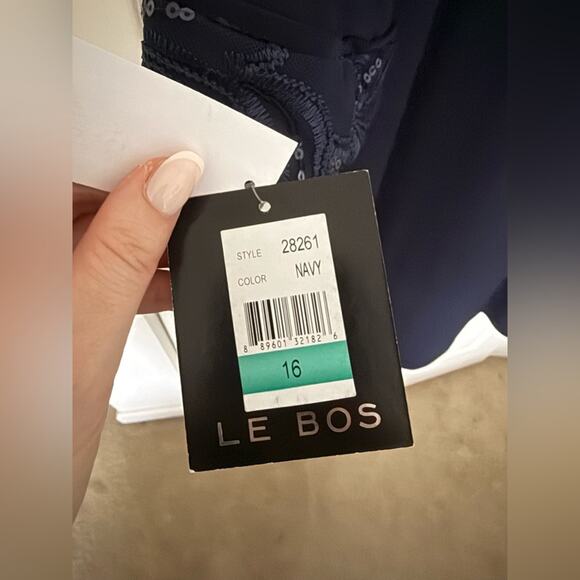 STYLE 28261
COLOR NAVY
8 89601 32182 6
16
LE BOS